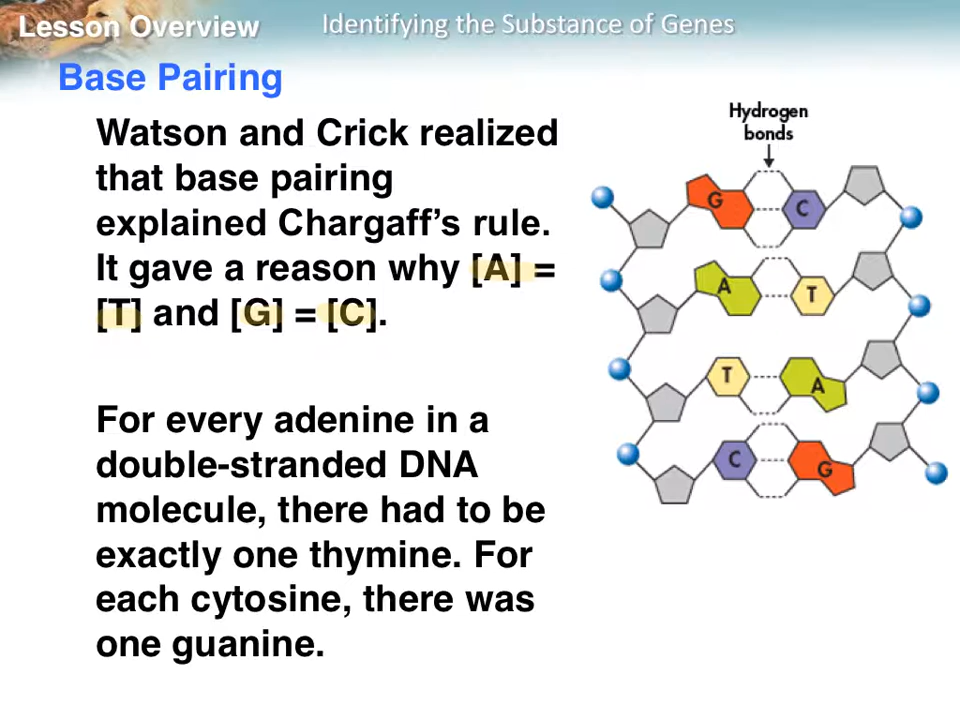 Lesson Overview
Identifying the Substance of Genes
Base Pairing
Watson and Crick realized
that base pairing
explained Chargaff’s rule.
It gave a reason why [A] =
[T] and [G] = [C].
For every adenine in a
double-stranded DNA
molecule, there had to be
exactly one thymine. For
each cytosine, there was
one guanine.
Hydrogen
bonds
G C
A T
T A
C G